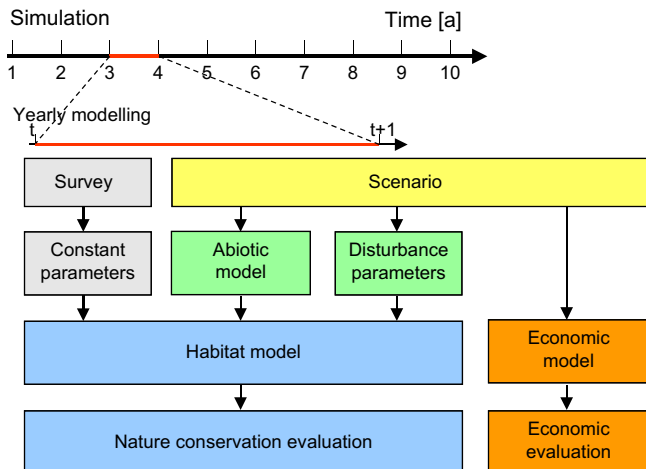 Simulation Time [a]
1 2 3 4 5 6 7 8 9 10
Yearly modelling
t t+1
Survey Scenario
Constant parameters
Abiotic model
Disturbance parameters
Habitat model
Economic model
Nature conservation evaluation
Economic evaluation